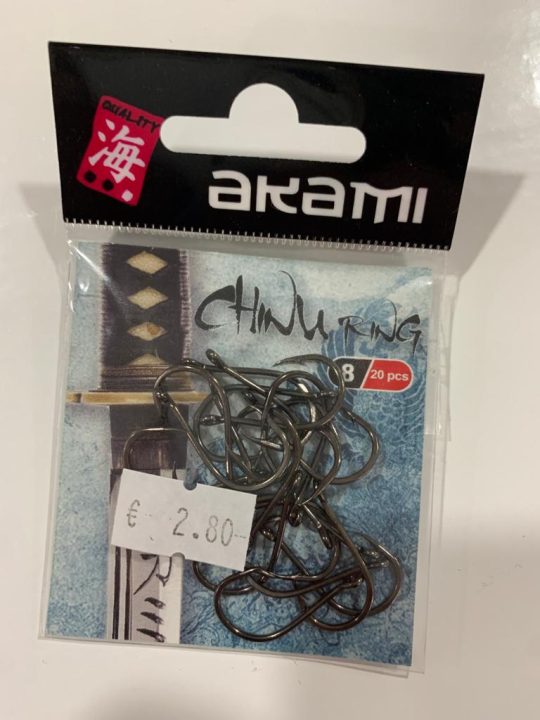 QUALITY
海
AKAMI
CHINU RING
8 20 pcs
€ 2.80-